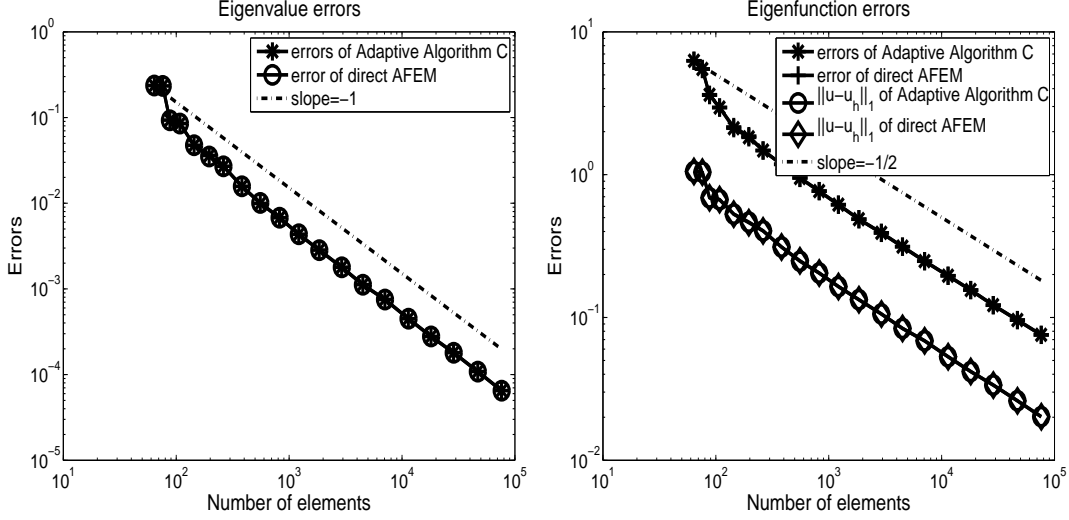 Eigenvalue errors
10^0
10^−1
10^−2
10^−3
10^−4
10^−5
Errors
10^1
10^2
10^3
10^4
10^5
Number of elements
errors of Adaptive Algorithm C
error of direct AFEM
slope=−1
Eigenfunction errors
10^1
10^0
10^−1
10^−2
Errors
10^1
10^2
10^3
10^4
10^5
Number of elements
errors of Adaptive Algorithm C
error of direct AFEM
||u−u_h||_1 of Adaptive Algorithm C
||u−u_h||_1 of direct AFEM
slope=−1/2